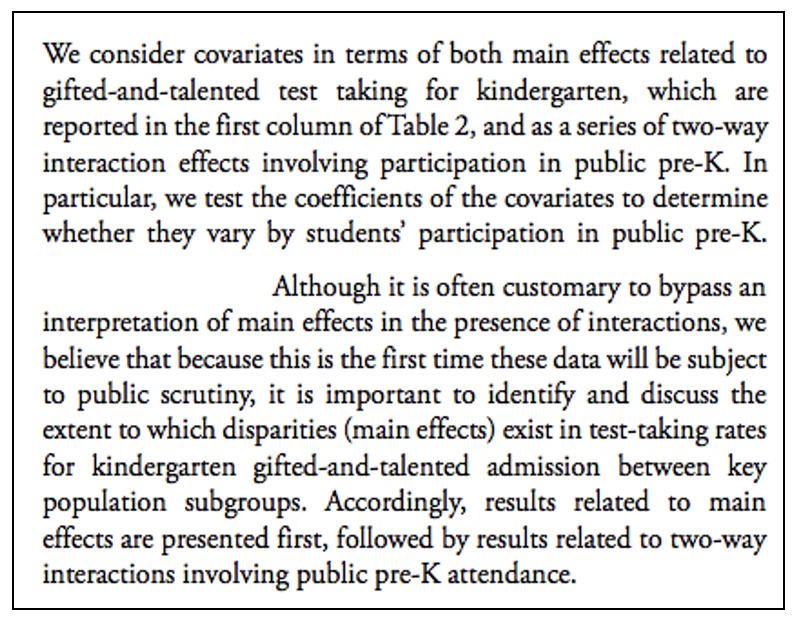 We consider covariates in terms of both main effects related to
gifted-and-talented test taking for kindergarten, which are
reported in the first column of Table 2, and as a series of two-way
interaction effects involving participation in public pre-K. In
particular, we test the coefficients of the covariates to determine
whether they vary by students’ participation in public pre-K.
Although it is often customary to bypass an
interpretation of main effects in the presence of interactions, we
believe that because this is the first time these data will be subject
to public scrutiny, it is important to identify and discuss the
extent to which disparities (main effects) exist in test-taking rates
for kindergarten gifted-and-talented admission between key
population subgroups. Accordingly, results related to main
effects are presented first, followed by results related to two-way
interactions involving public pre-K attendance.